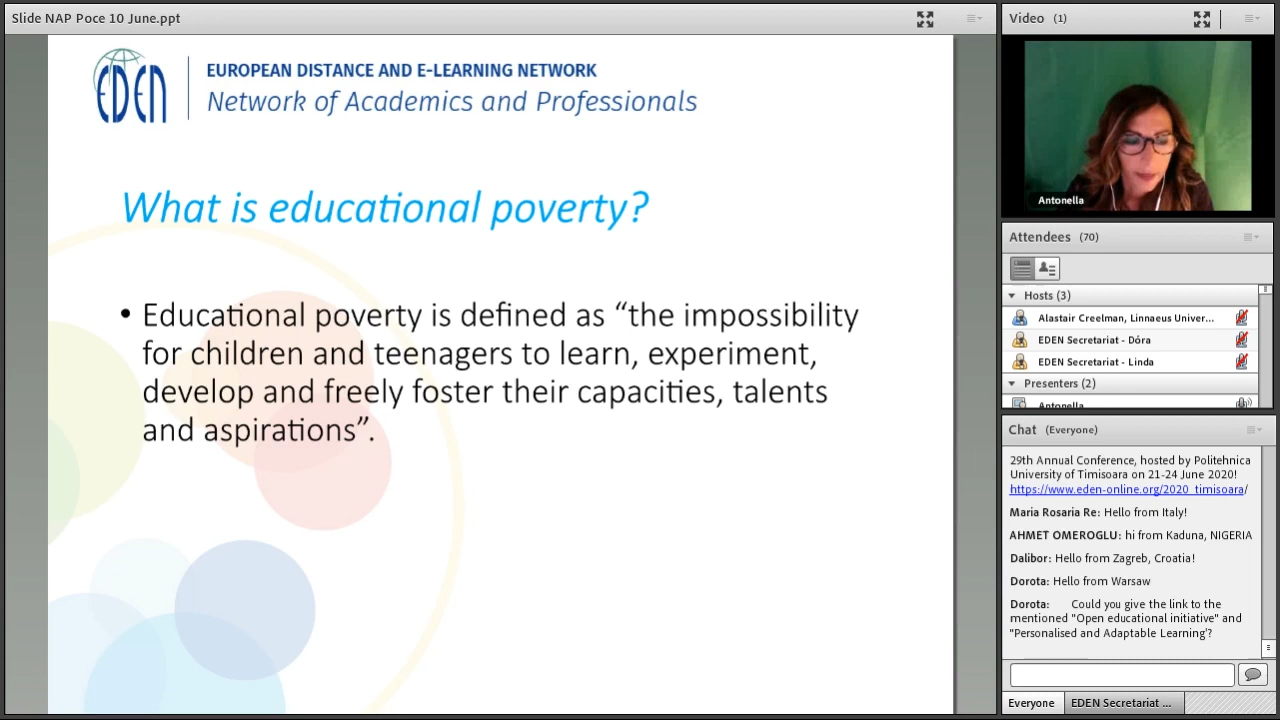 Slide NAP Poce 10 June.ppt
EDEN
EUROPEAN DISTANCE AND E-LEARNING NETWORK
Network of Academics and Professionals
What is educational poverty?
• Educational poverty is defined as “the impossibility
for children and teenagers to learn, experiment,
develop and freely foster their capacities, talents
and aspirations”.
Video (1)
Antonella
Attendees (70)
Hosts (3)
Alastair Creelman, Linnaeus Univer...
EDEN Secretariat - Dóra
EDEN Secretariat - Linda
Presenters (2)
Antonella
Chat (Everyone)
29th Annual Conference, hosted by Politehnica
University of Timisoara on 21-24 June 2020!
https://www.eden-online.org/2020_timisoara/
Maria Rosaria Re: Hello from Italy!
AHMET OMEROGLU: hi from Kaduna, NIGERIA
Dalibor: Hello from Zagreb, Croatia!
Dorota: Hello from Warsaw
Dorota: Could you give the link to the
mentioned "Open educational initiative" and
"Personalised and Adaptable Learning'?
Everyone
EDEN Secretariat ...